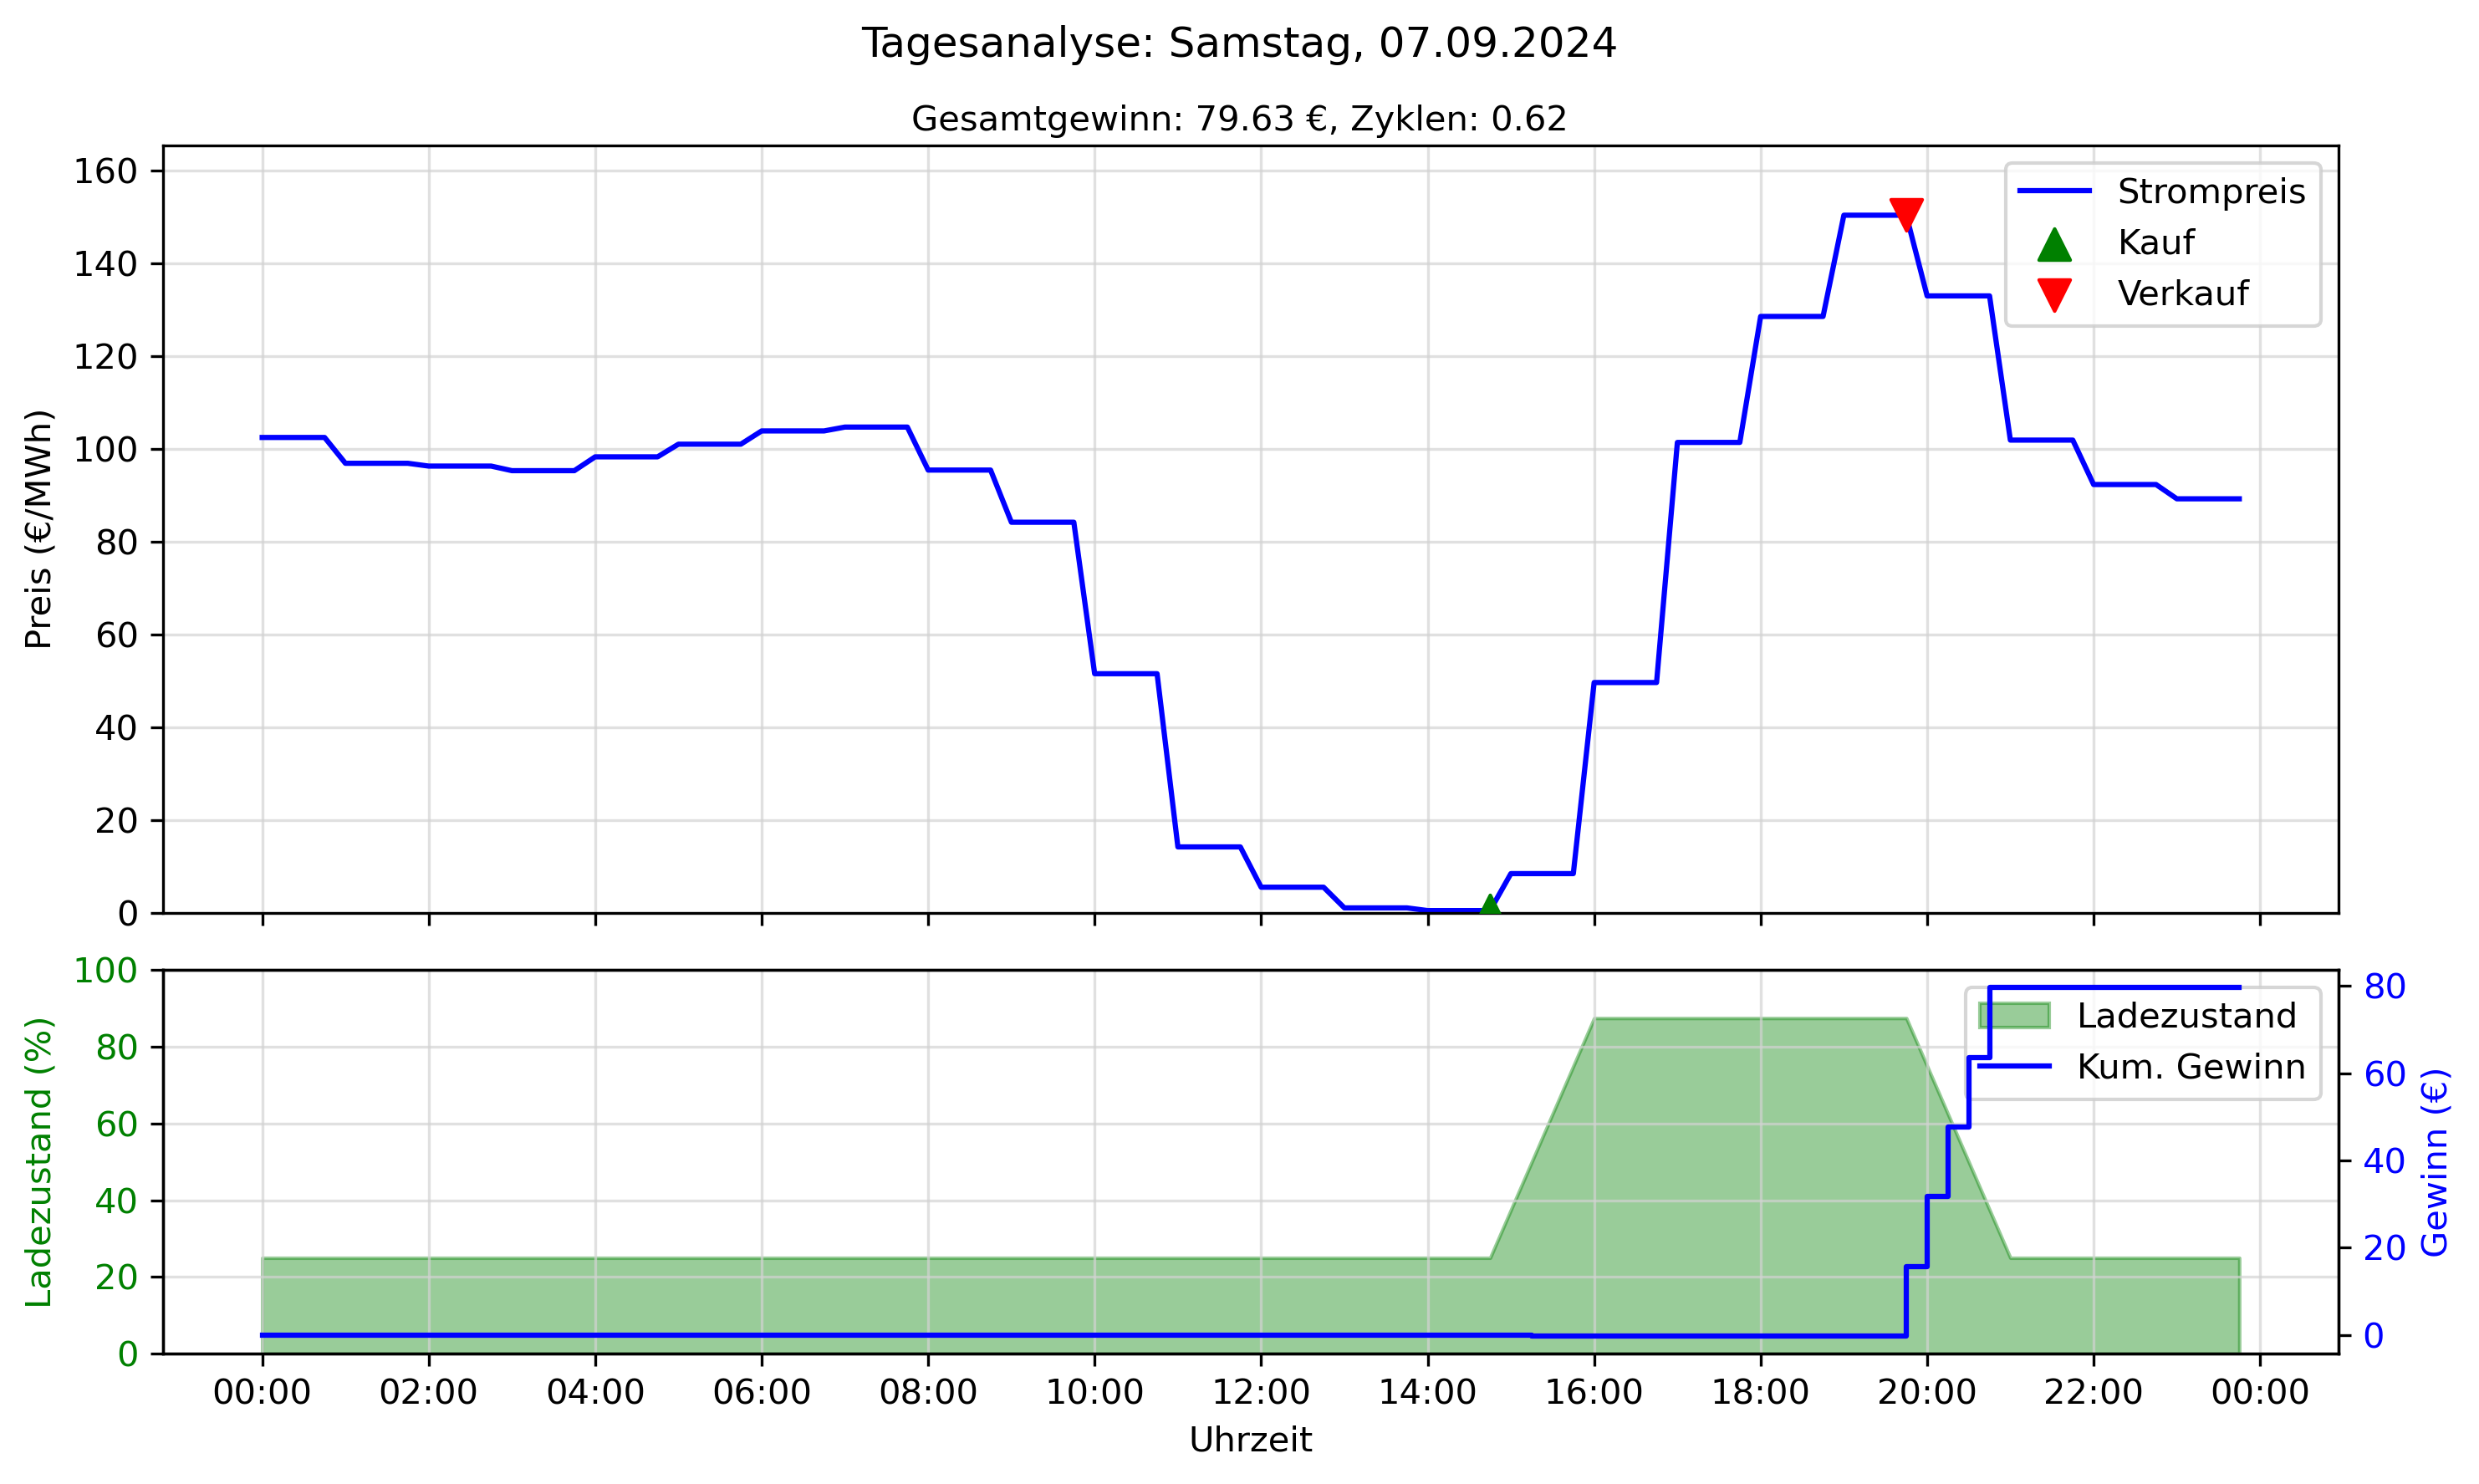 Tagesanalyse: Samstag, 07.09.2024
Gesamtgewinn: 79.63 €, Zyklen: 0.62
Preis (€/MWh)
160
140
120
100
80
60
40
20
0
Strompreis
Kauf
Verkauf
Ladezustand (%)
100
80
60
40
20
0
Ladezustand
Kum. Gewinn
80
60
40
20
0
Gewinn (€)
00:00 02:00 04:00 06:00 08:00 10:00 12:00 14:00 16:00 18:00 20:00 22:00 00:00
Uhrzeit